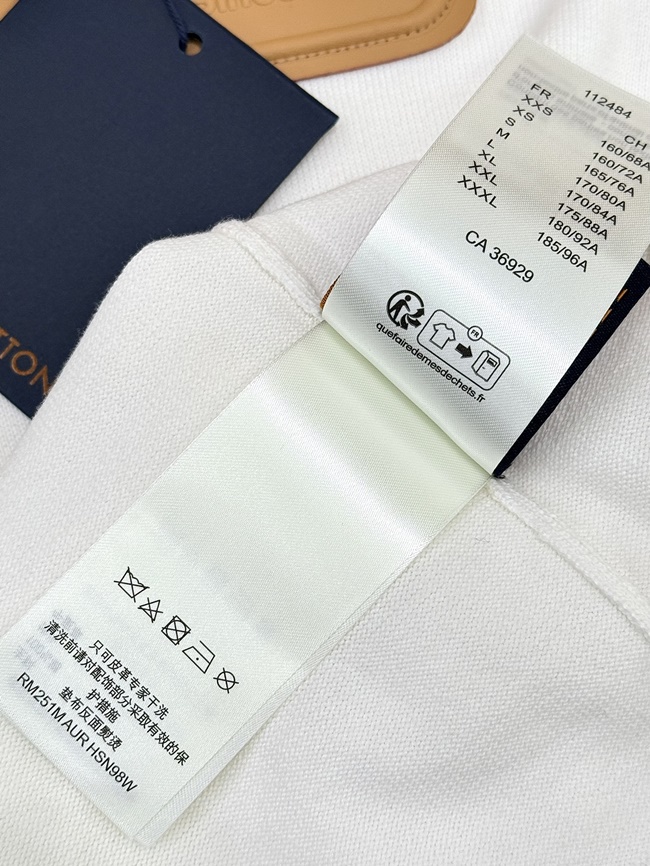 FR 112484
CH
XXS 160/68A
XS 160/72A
S 165/76A
M 170/80A
L 170/84A
XL 175/88A
XXL 180/92A
XXXL 185/96A
CA 36929
FR
quefairedemesdechets.fr
TTON
只可皮革专家干洗
清洗前请对配饰部分采取有效的保
护措施
垫布反面熨烫
RM251M AUR HSN98W